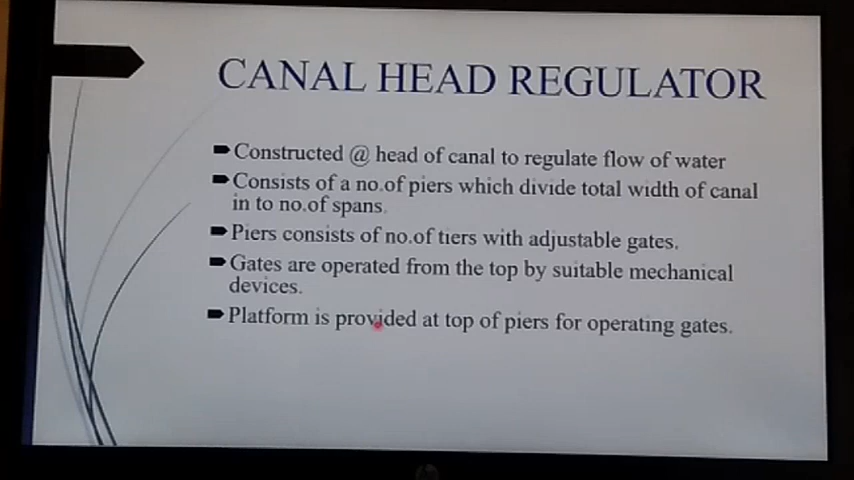 CANAL HEAD REGULATOR
Constructed @ head of canal to regulate flow of water
Consists of a no.of piers which divide total width of canal
in to no.of spans.
Piers consists of no.of tiers with adjustable gates.
Gates are operated from the top by suitable mechanical
devices.
Platform is provided at top of piers for operating gates.